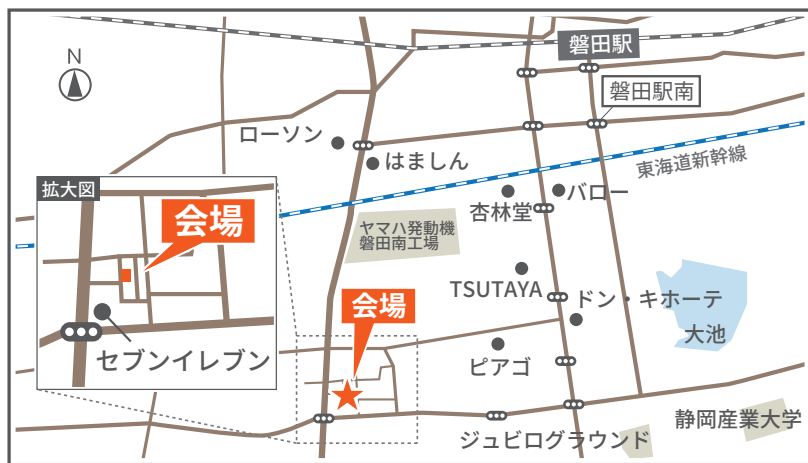 N
磐田駅
磐田駅南
ローソン
はましん
東海道新幹線
拡大図
会場
セブンイレブン
ヤマハ発動機
磐田南工場
杏林堂
バロー
TSUTAYA
ドン・キホーテ
大池
会場
ピアゴ
ジュビログラウンド
静岡産業大学